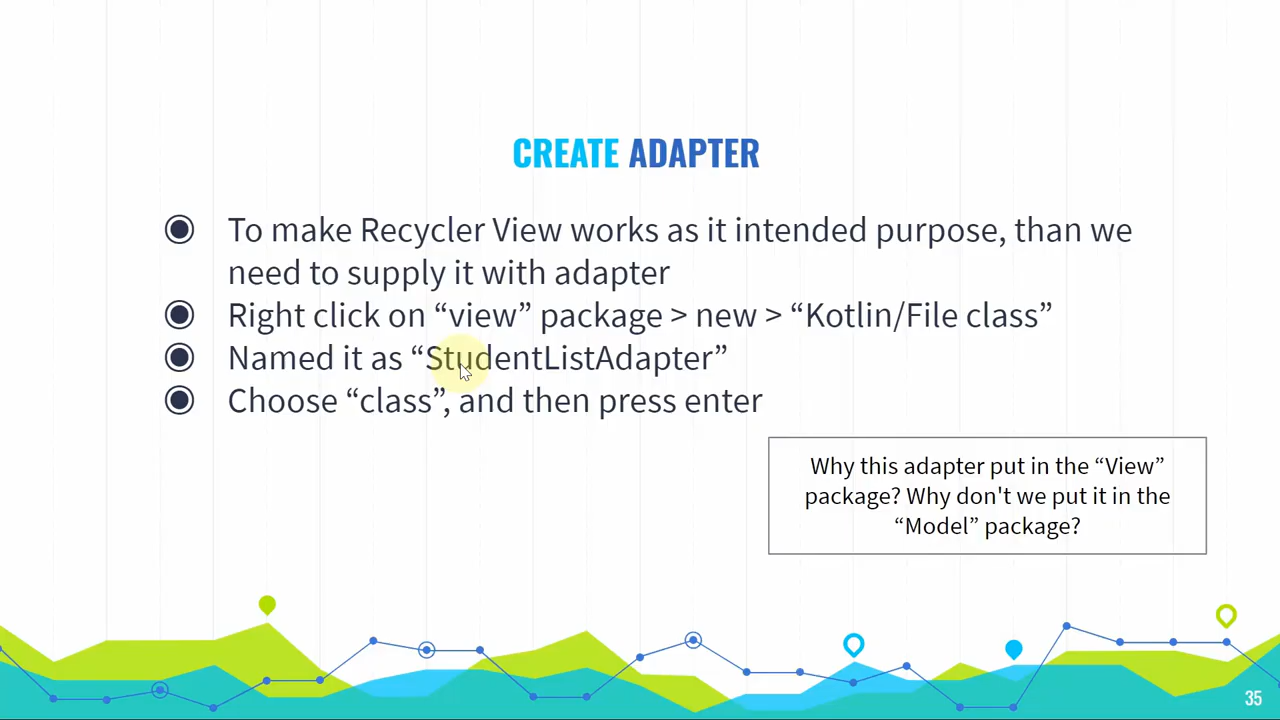 CREATE ADAPTER
To make Recycler View works as it intended purpose, than we
need to supply it with adapter
Right click on “view” package > new > “Kotlin/File class”
Named it as “StudentListAdapter”
Choose “class”, and then press enter
Why this adapter put in the “View”
package? Why don't we put it in the
“Model” package?
35